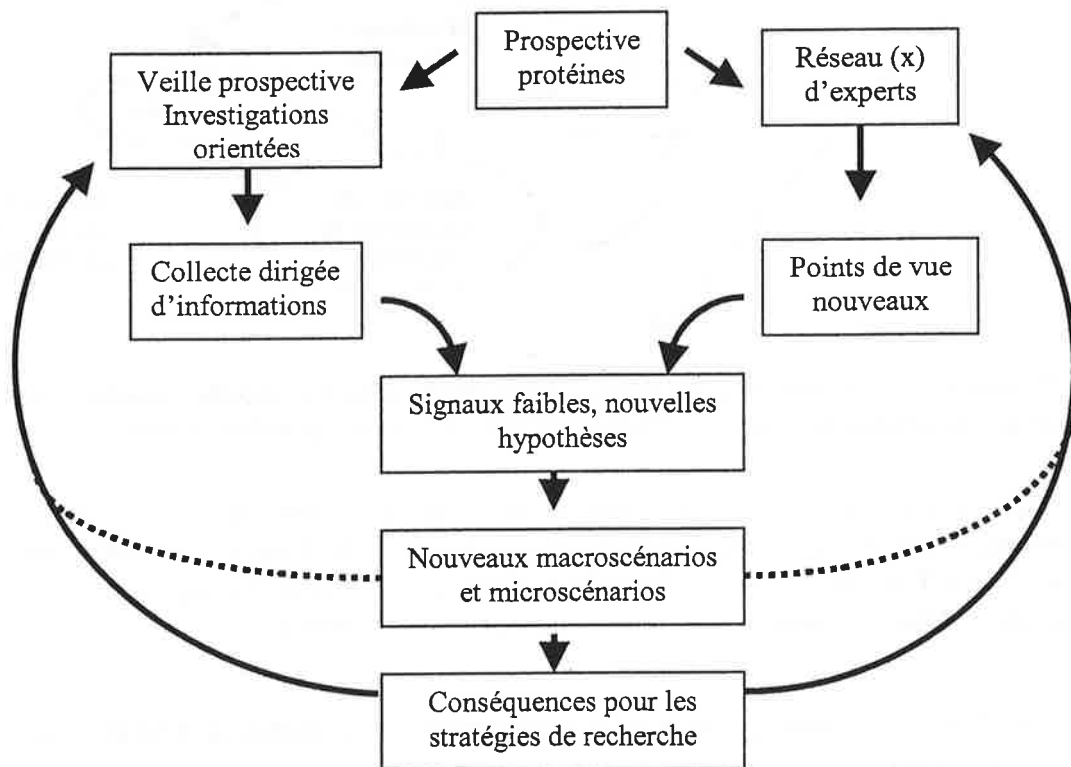 Prospective
protéines
Veille prospective
Investigations
orientées
Réseau (x)
d'experts
Collecte dirigée
d'informations
Points de vue
nouveaux
Signaux faibles, nouvelles
hypothèses
Nouveaux macroscénarios
et microscénarios
Conséquences pour les
stratégies de recherche